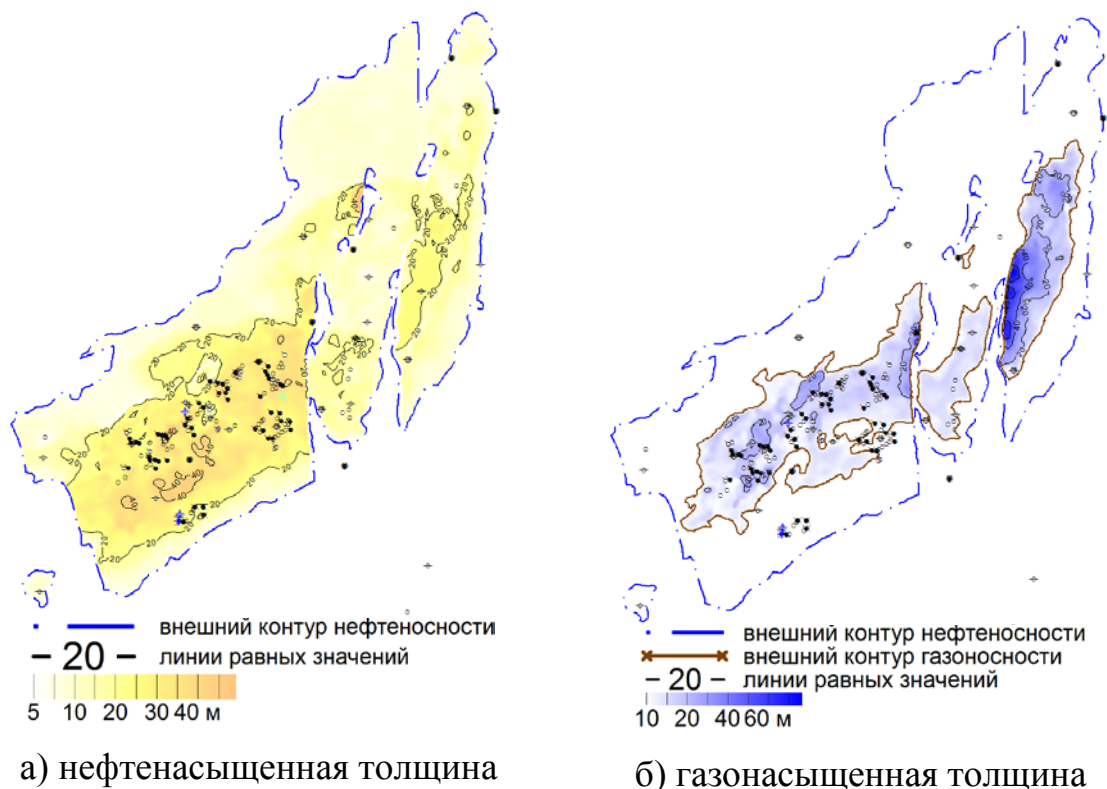 внешний контур нефтеносности
— 20 — линии равных значений
5 10 20 30 40 м
а) нефтенасыщенная толщина
внешний контур нефтеносности
внешний контур газоносности
— 20 — линии равных значений
10 20 40 60 м
б) газонасыщенная толщина